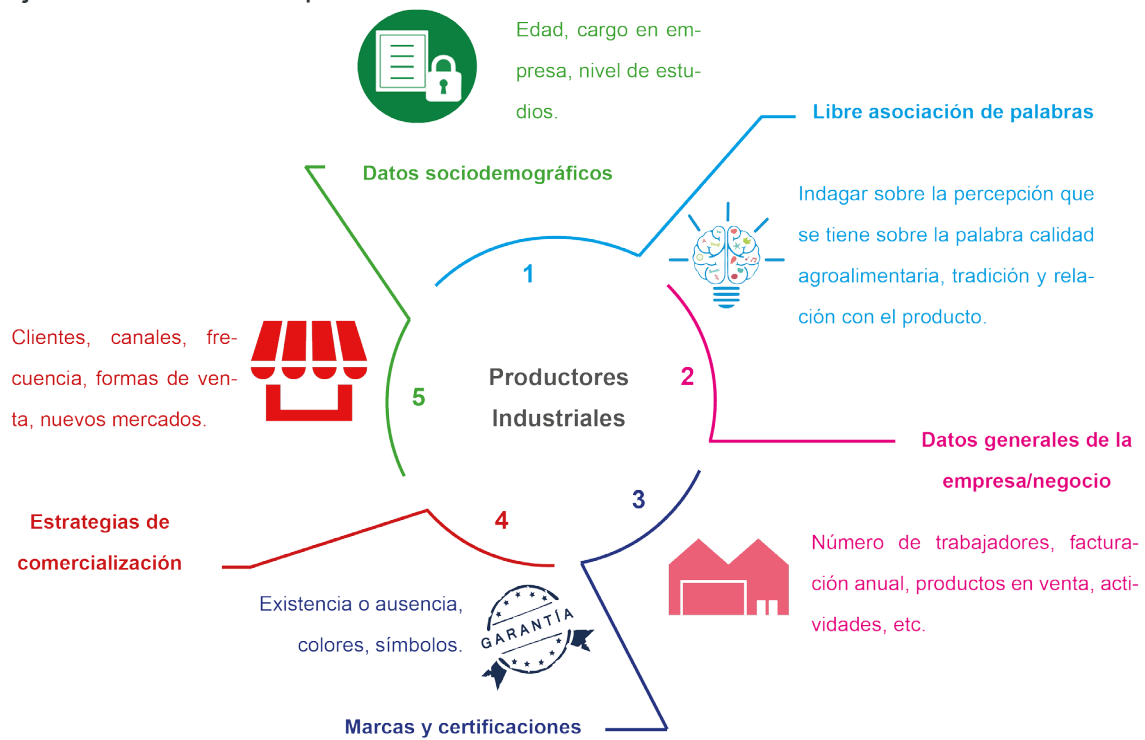 Edad, cargo en em-
presa, nivel de estu-
dios.
Datos sociodemográficos
Libre asociación de palabras
Indagar sobre la percepción que
se tiene sobre la palabra calidad
agroalimentaria, tradición y rela-
ción con el producto.
1
2
3
4
5
Productores
Industriales
Clientes, canales, fre-
cuencia, formas de ven-
ta, nuevos mercados.
Datos generales de la
empresa/negocio
Número de trabajadores, factura-
ción anual, productos en venta, acti-
vidades, etc.
Estrategias de
comercialización
Existencia o ausencia,
colores, símbolos.
GARANTÍA
Marcas y certificaciones